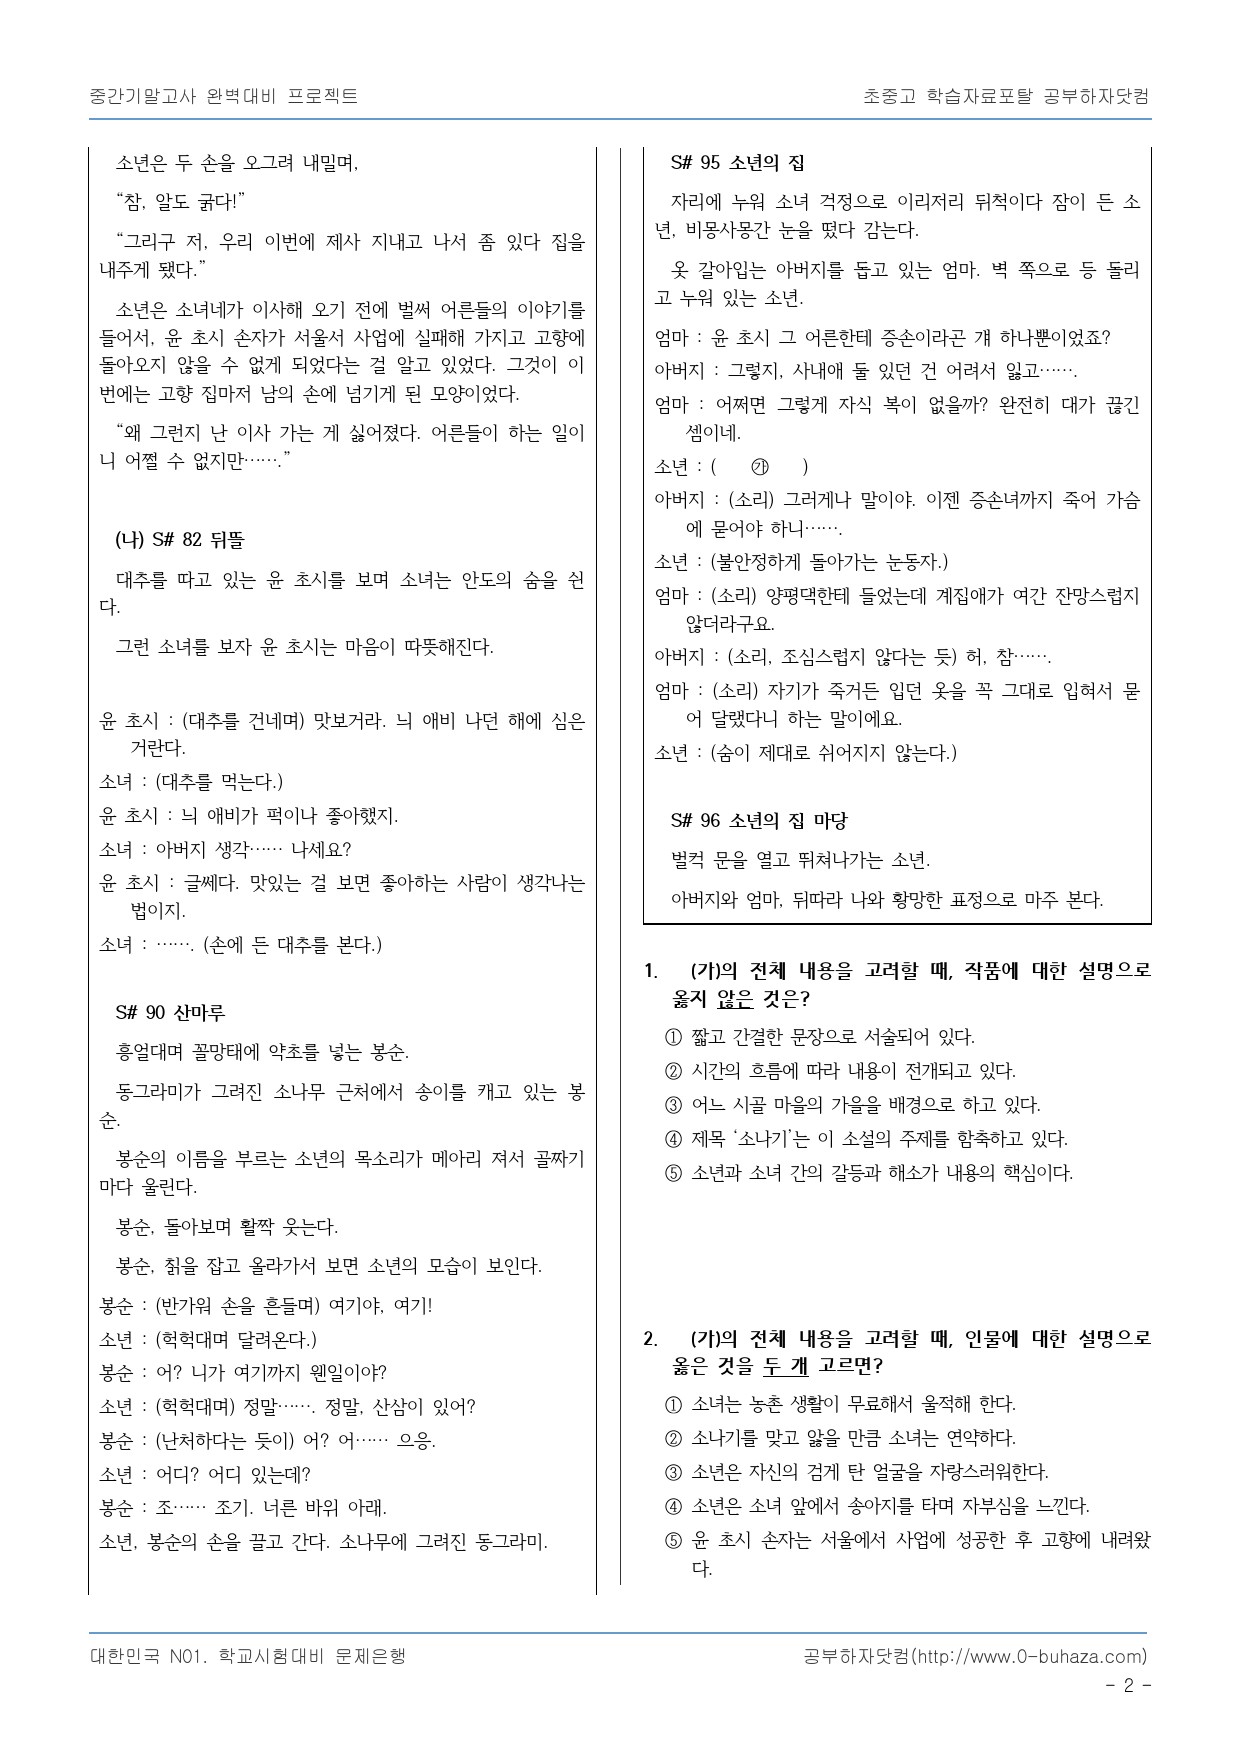 중간기말고사 완벽대비 프로젝트
초중고 학습자료포탈 공부하자닷컴
소년은 두 손을 오그려 내밀며,
“참, 알도 굵다!”
“그리구 저, 우리 이번에 제사 지내고 나서 좀 있다 집을
내주게 됐다.”
소년은 소녀네가 이사해 오기 전에 벌써 어른들의 이야기를
들어서, 윤 초시 손자가 서울서 사업에 실패해 가지고 고향에
돌아오지 않을 수 없게 되었다는 걸 알고 있었다. 그것이 이
번에는 고향 집마저 남의 손에 넘기게 된 모양이었다.
“왜 그런지 난 이사 가는 게 싫어졌다. 어른들이 하는 일이
니 어쩔 수 없지만…….”
(나) S# 82 뒤뜰
대추를 따고 있는 윤 초시를 보며 소녀는 안도의 숨을 쉰
다.
그런 소녀를 보자 윤 초시는 마음이 따뜻해진다.
윤 초시 : (대추를 건네며) 맛보거라. 늬 애비 나던 해에 심은
거란다.
소녀 : (대추를 먹는다.)
윤 초시 : 늬 애비가 퍽이나 좋아했지.
소녀 : 아버지 생각…… 나세요?
윤 초시 : 글쎄다. 맛있는 걸 보면 좋아하는 사람이 생각나는
법이지.
소녀 : ……. (손에 든 대추를 본다.)
S# 90 산마루
흥얼대며 꼴망태에 약초를 넣는 봉순.
동그라미가 그려진 소나무 근처에서 송이를 캐고 있는 봉
순.
봉순의 이름을 부르는 소년의 목소리가 메아리 져서 골짜기
마다 울린다.
봉순, 돌아보며 활짝 웃는다.
봉순, 칡을 잡고 올라가서 보면 소년의 모습이 보인다.
봉순 : (반가워 손을 흔들며) 여기야, 여기!
소년 : (헉헉대며 달려온다.)
봉순 : 어? 니가 여기까지 웬일이야?
소년 : (헉헉대며) 정말……. 정말, 산삼이 있어?
봉순 : (난처하다는 듯이) 어? 어…… 으응.
소년 : 어디? 어디 있는데?
봉순 : 조…… 조기. 너른 바위 아래.
소년, 봉순의 손을 끌고 간다. 소나무에 그려진 동그라미.
S# 95 소년의 집
자리에 누워 소녀 걱정으로 이리저리 뒤척이다 잠이 든 소
년, 비몽사몽간 눈을 떴다 감는다.
옷 갈아입는 아버지를 돕고 있는 엄마. 벽 쪽으로 등 돌리
고 누워 있는 소년.
엄마 : 윤 초시 그 어른한테 증손이라곤 걔 하나뿐이었죠?
아버지 : 그렇지, 사내애 둘 있던 건 어려서 잃고…….
엄마 : 어쩌면 그렇게 자식 복이 없을까? 완전히 대가 끊긴
셈이네.
소년 : ( ㉮ )
아버지 : (소리) 그러게나 말이야. 이젠 증손녀까지 죽어 가슴
에 묻어야 하니…….
소년 : (불안정하게 돌아가는 눈동자.)
엄마 : (소리) 양평댁한테 들었는데 계집애가 여간 잔망스럽지
않더라구요.
아버지 : (소리, 조심스럽지 않다는 듯) 허, 참…….
엄마 : (소리) 자기가 죽거든 입던 옷을 꼭 그대로 입혀서 묻
어 달랬다니 하는 말이에요.
소년 : (숨이 제대로 쉬어지지 않는다.)
S# 96 소년의 집 마당
벌컥 문을 열고 뛰쳐나가는 소년.
아버지와 엄마, 뒤따라 나와 황망한 표정으로 마주 본다.
1. (가)의 전체 내용을 고려할 때, 작품에 대한 설명으로
옳지 않은 것은?
① 짧고 간결한 문장으로 서술되어 있다.
② 시간의 흐름에 따라 내용이 전개되고 있다.
③ 어느 시골 마을의 가을을 배경으로 하고 있다.
④ 제목 ‘소나기’는 이 소설의 주제를 함축하고 있다.
⑤ 소년과 소녀 간의 갈등과 해소가 내용의 핵심이다.
2. (가)의 전체 내용을 고려할 때, 인물에 대한 설명으로
옳은 것을 두 개 고르면?
① 소녀는 농촌 생활이 무료해서 울적해 한다.
② 소나기를 맞고 앓을 만큼 소녀는 연약하다.
③ 소년은 자신의 검게 탄 얼굴을 자랑스러워한다.
④ 소년은 소녀 앞에서 송아지를 타며 자부심을 느낀다.
⑤ 윤 초시 손자는 서울에서 사업에 성공한 후 고향에 내려왔
다.
대한민국 N01. 학교시험대비 문제은행
공부하자닷컴(http://www.0-buhaza.com)
- 2 -